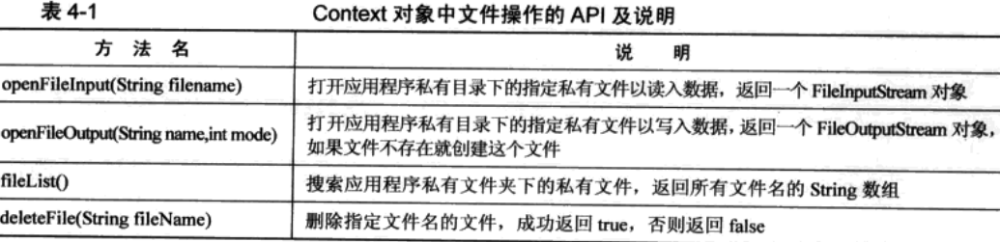 表 4-1 Context 对象中文件操作的 API 及说明
方 法 名 说 明
openFileInput(String filename) 打开应用程序私有目录下的指定私有文件以读入数据，返回一个 FileInputStream 对象
openFileOutput(String name,int mode) 打开应用程序私有目录下的指定私有文件以写入数据，返回一个 FileOutputStream 对象，
如果文件不存在就创建这个文件
fileList() 搜索应用程序私有文件夹下的私有文件，返回所有文件名的 String 数组
deleteFile(String fileName) 删除指定文件名的文件，成功返回 true，否则返回 false